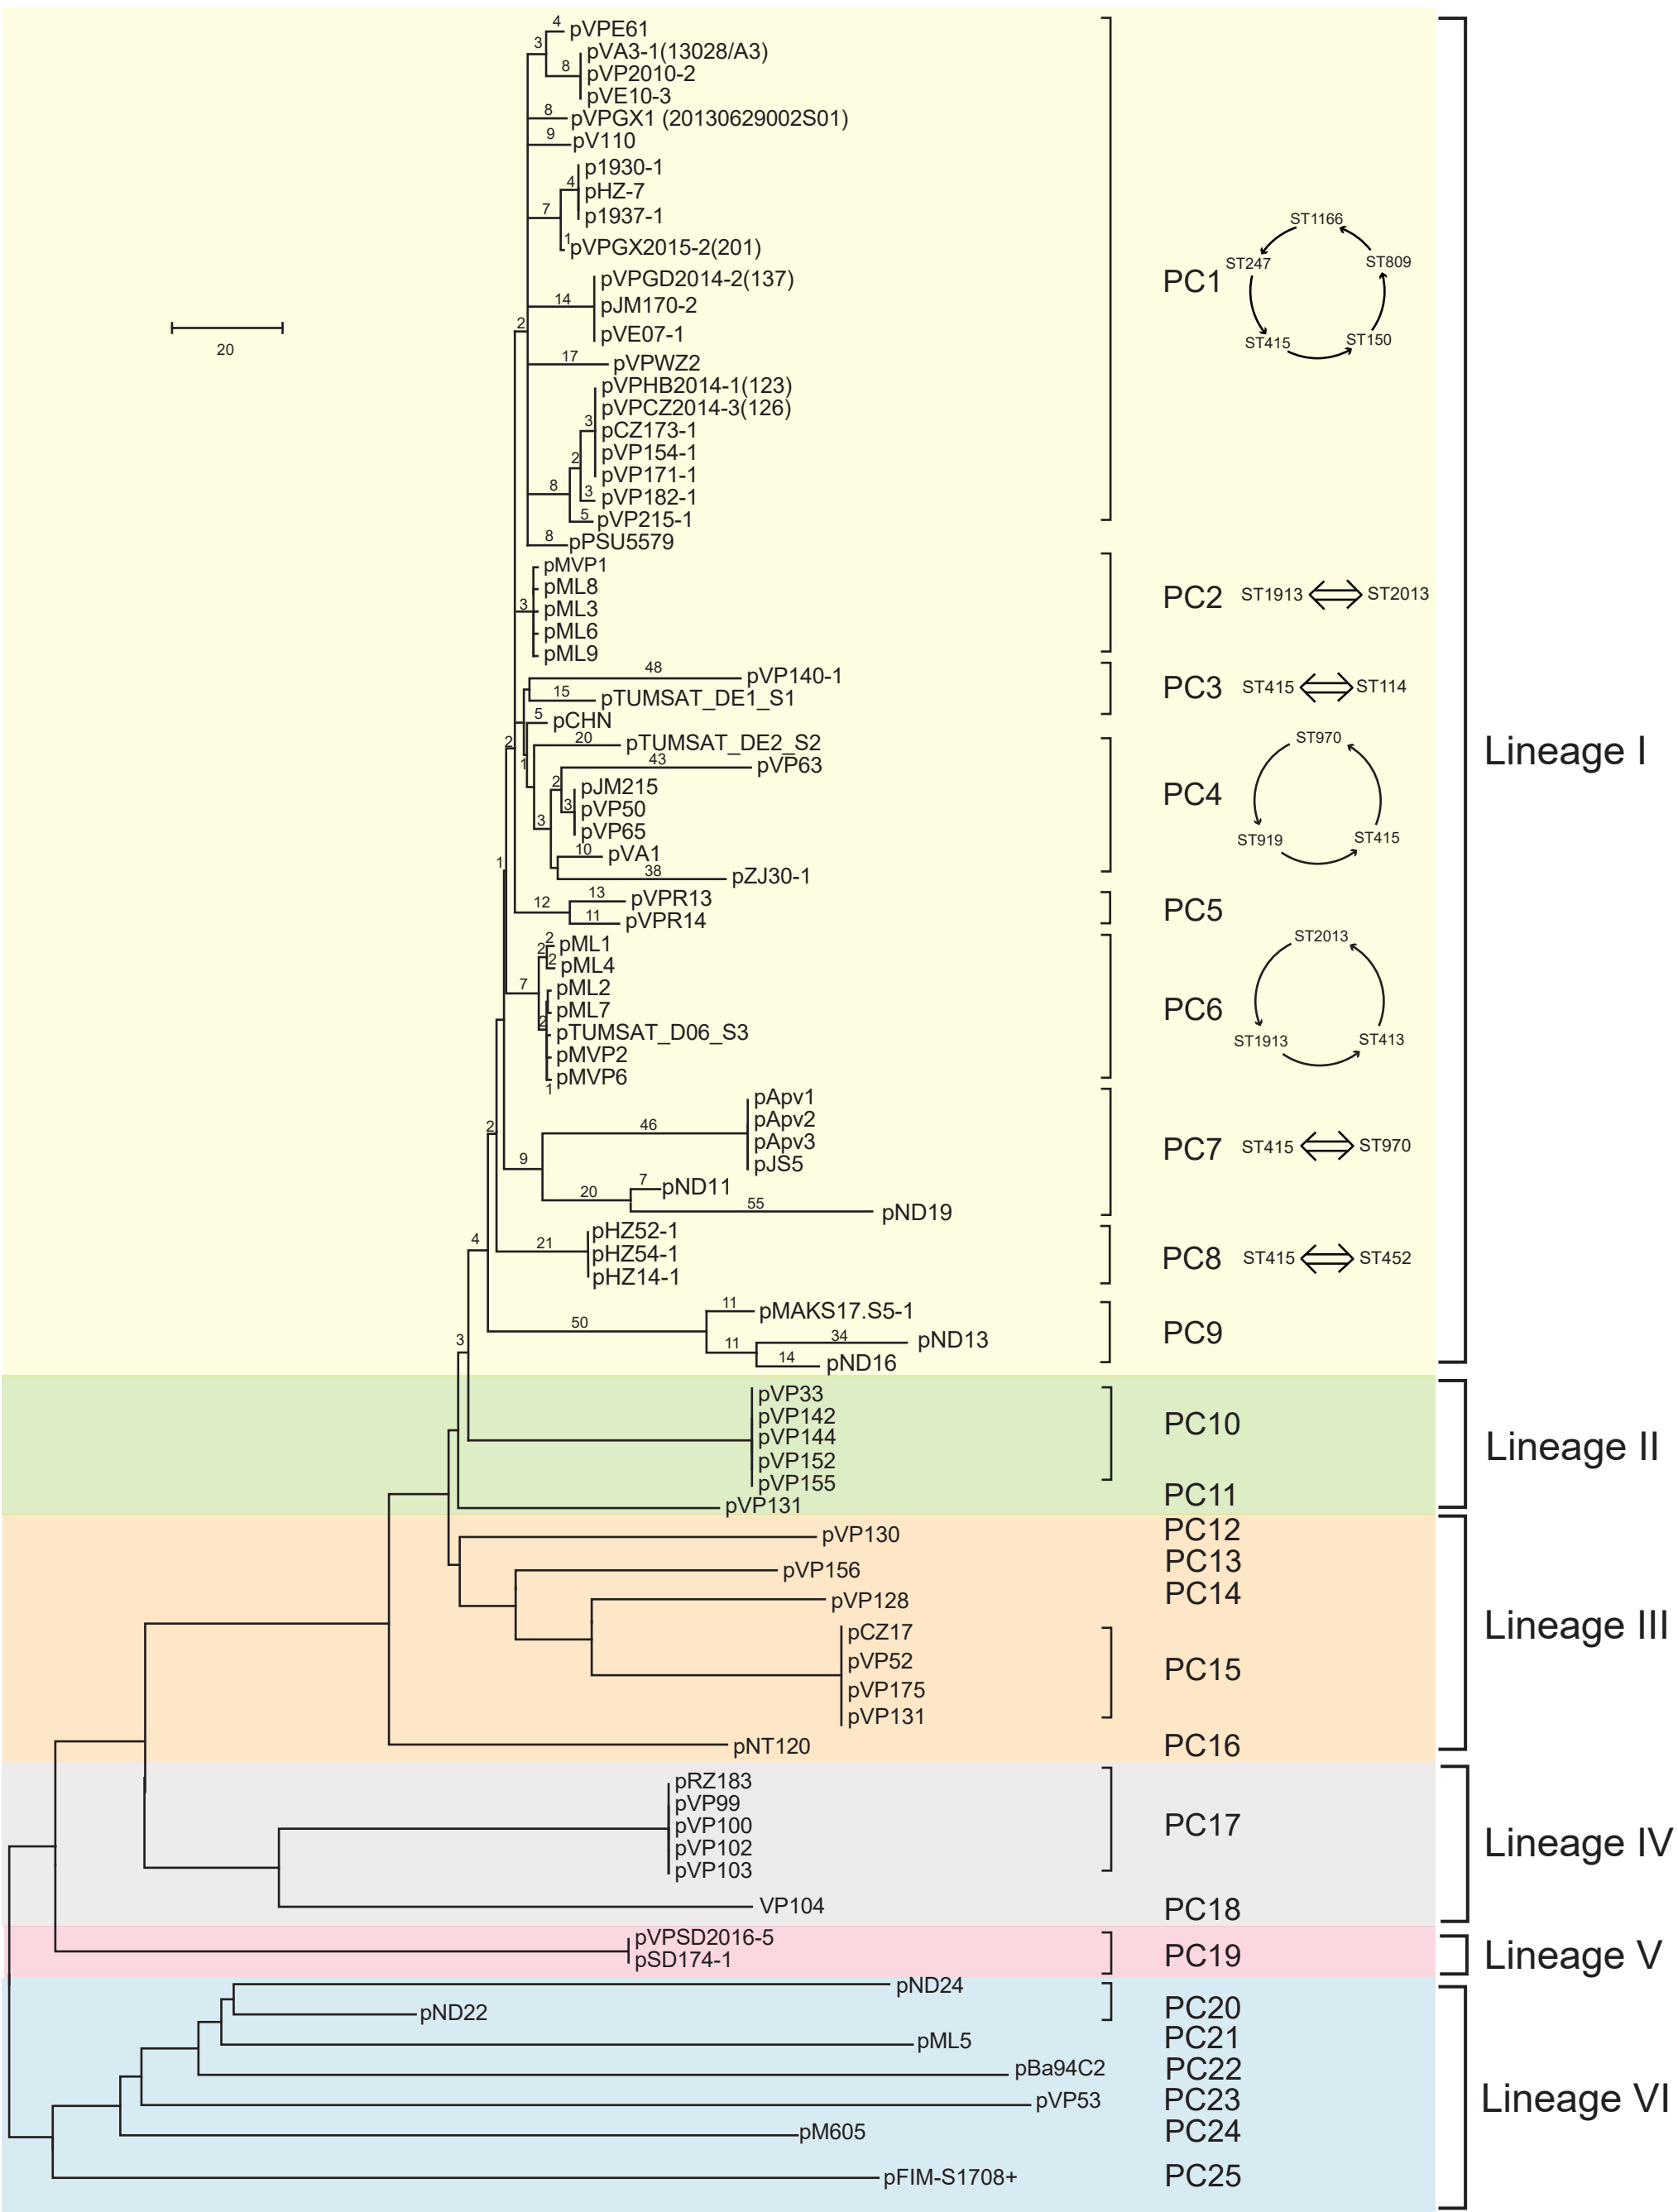 4
pVPE61
3
pVA3-1(13028/A3)
8
pVP2010-2
pVE10-3
8
pVPGX1 (20130629002S01)
9
pV110
p1930-1
4
pHZ-7
7
p1937-1
1
pVPGX2015-2(201)
pVPGD2014-2(137)
14
pJM170-2
pVE07-1
2
17
pVPWZ2
pVPHB2014-1(123)
pVPCZ2014-3(126)
3
pCZ173-1
pVP154-1
2
pVP171-1
8
3
pVP182-1
5
pVP215-1
8
pPSU5579
PC1
ST1166
ST247
ST809
ST415
ST150
20
pMVP1
pML8
3
pML3
pML6
pML9
PC2
ST1913
ST2013
48
pVP140-1
15
pTUMSAT_DE1_S1
PC3
ST415
ST114
5
pCHN
2
20
pTUMSAT_DE2_S2
1
43
pVP63
2
pJM215
3
pVP50
3
pVP65
10
pVA1
38
pZJ30-1
PC4
ST970
ST919
ST415
Lineage I
1
13
pVPR13
12
11
pVPR14
PC5
2
pML1
2
2
pML4
7
pML2
pML7
2
pTUMSAT_D06_S3
pMVP2
pMVP6
1
PC6
ST2013
ST1913
ST413
pApv1
46
pApv2
pApv3
pJS5
2
9
7
pND11
20
55
pND19
PC7
ST415
ST970
pHZ52-1
21
pHZ54-1
pHZ14-1
4
PC8
ST415
ST452
11
pMAKS17.S5-1
50
34
pND13
11
14
pND16
3
PC9
pVP33
pVP142
pVP144
pVP152
pVP155
PC10
pVP131
PC11
Lineage II
pVP130
PC12
pVP156
PC13
pVP128
PC14
pCZ17
pVP52
pVP175
pVP131
PC15
pNT120
PC16
Lineage III
pRZ183
pVP99
pVP100
pVP102
pVP103
PC17
VP104
PC18
Lineage IV
pVPSD2016-5
pSD174-1
PC19
Lineage V
pND24
pND22
PC20
pML5
PC21
pBa94C2
PC22
pVP53
PC23
pM605
PC24
pFIM-S1708+
PC25
Lineage VI